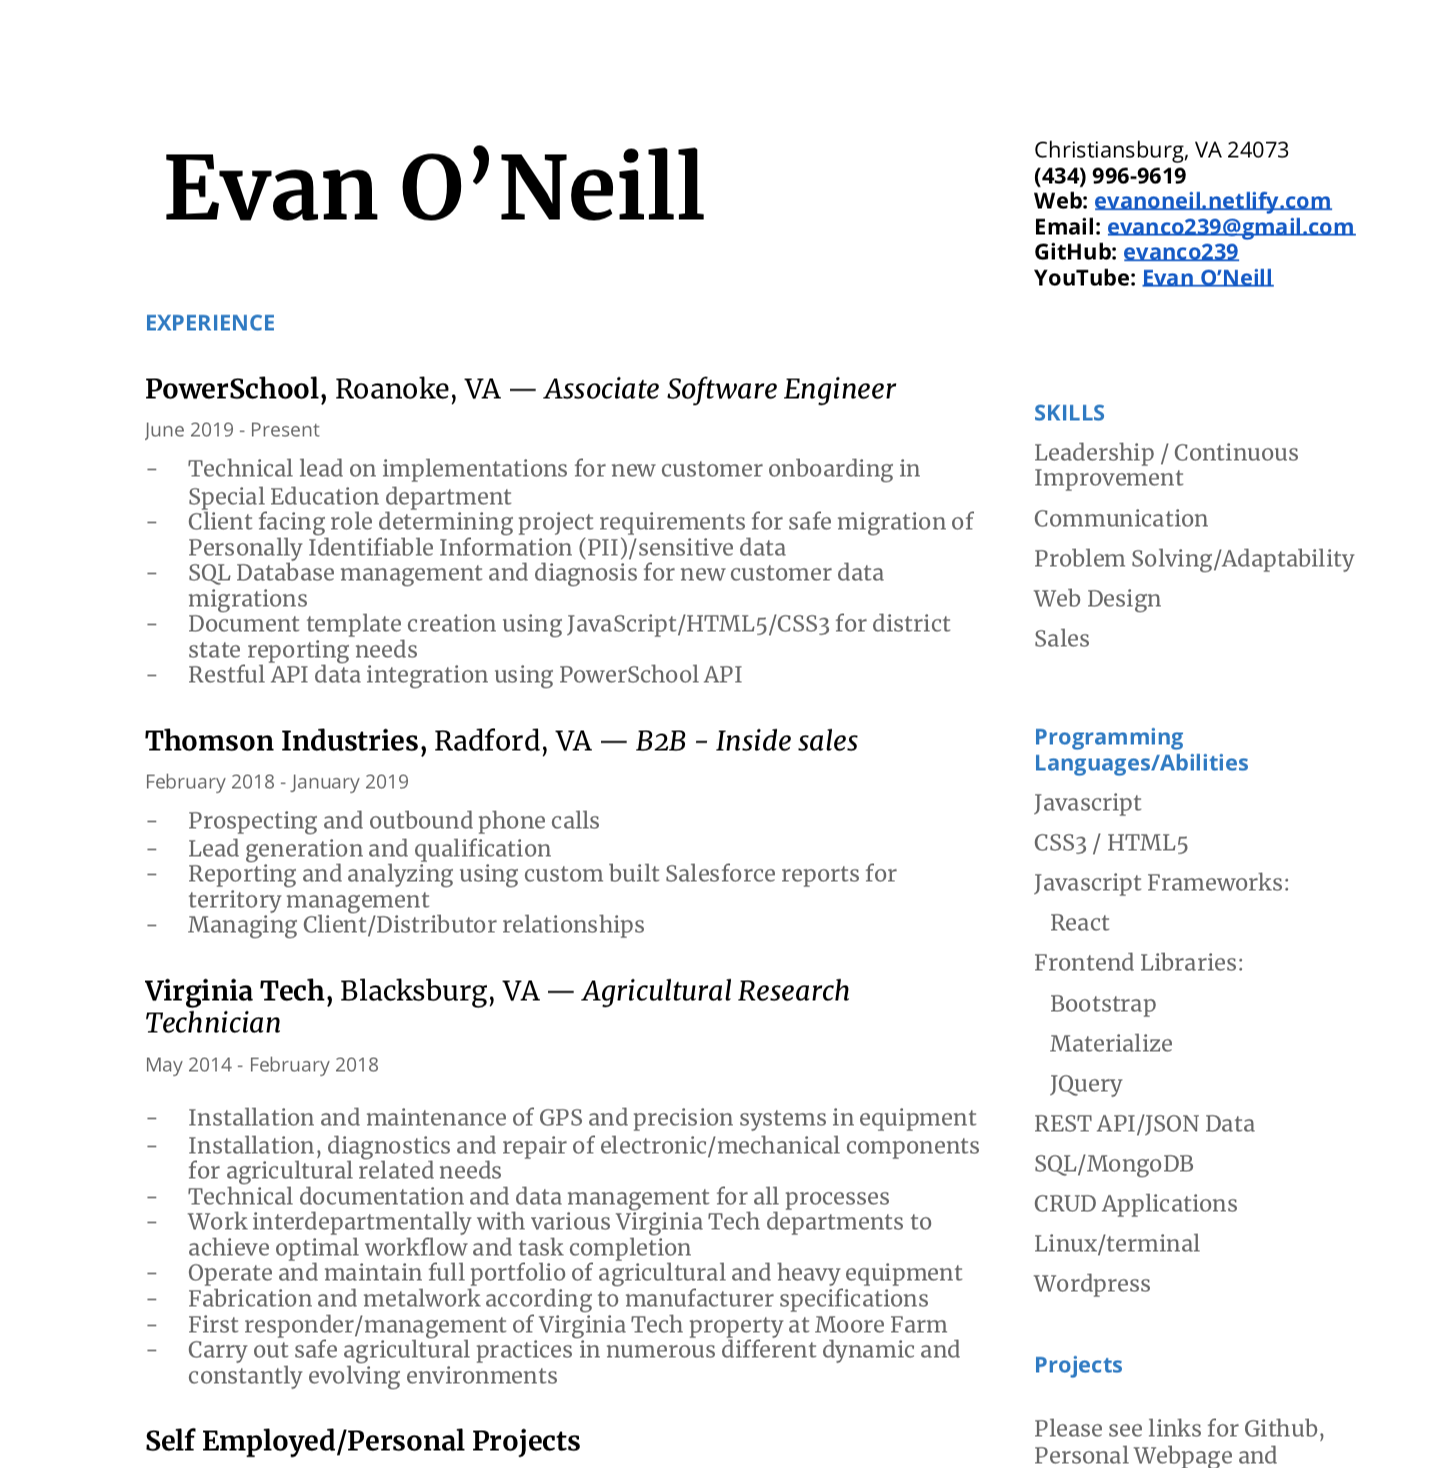 Evan O’Neill
Christiansburg, VA 24073
(434) 996-9619
Web: evanoneil.netlify.com
Email: evanco239@gmail.com
GitHub: evanco239
YouTube: Evan O’Neill
EXPERIENCE
PowerSchool, Roanoke, VA — Associate Software Engineer
June 2019 - Present
- Technical lead on implementations for new customer onboarding in
Special Education department
- Client facing role determining project requirements for safe migration of
Personally Identifiable Information (PII)/sensitive data
- SQL Database management and diagnosis for new customer data
migrations
- Document template creation using JavaScript/HTML5/CSS3 for district
state reporting needs
- Restful API data integration using PowerSchool API
Thomson Industries, Radford, VA — B2B - Inside sales
February 2018 - January 2019
- Prospecting and outbound phone calls
- Lead generation and qualification
- Reporting and analyzing using custom built Salesforce reports for
territory management
- Managing Client/Distributor relationships
Virginia Tech, Blacksburg, VA — Agricultural Research
Technician
May 2014 - February 2018
- Installation and maintenance of GPS and precision systems in equipment
- Installation, diagnostics and repair of electronic/mechanical components
for agricultural related needs
- Technical documentation and data management for all processes
- Work interdepartmentally with various Virginia Tech departments to
achieve optimal workflow and task completion
- Operate and maintain full portfolio of agricultural and heavy equipment
- Fabrication and metalwork according to manufacturer specifications
- First responder/management of Virginia Tech property at Moore Farm
- Carry out safe agricultural practices in numerous different dynamic and
constantly evolving environments
Self Employed/Personal Projects
SKILLS
Leadership / Continuous
Improvement
Communication
Problem Solving/Adaptability
Web Design
Sales
Programming
Languages/Abilities
Javascript
CSS3 / HTML5
Javascript Frameworks:
React
Frontend Libraries:
Bootstrap
Materialize
JQuery
REST API/JSON Data
SQL/MongoDB
CRUD Applications
Linux/terminal
Wordpress
Projects
Please see links for Github,
Personal Webpage and